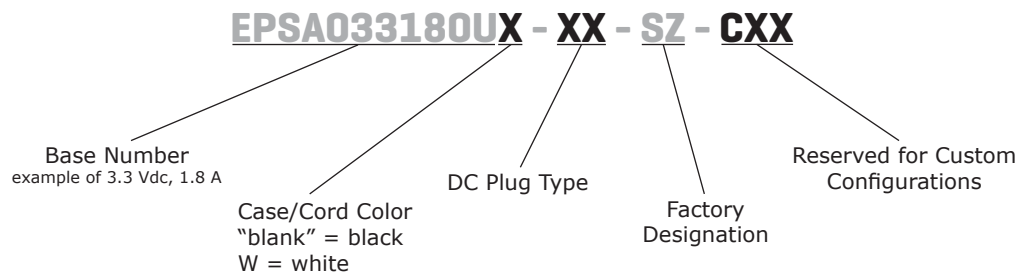 EPSA033180UX - XX - SZ - CXX
Base Number
example of 3.3 Vdc, 1.8 A
Case/Cord Color
“blank” = black
W = white
DC Plug Type
Factory
Designation
Reserved for Custom
Configurations